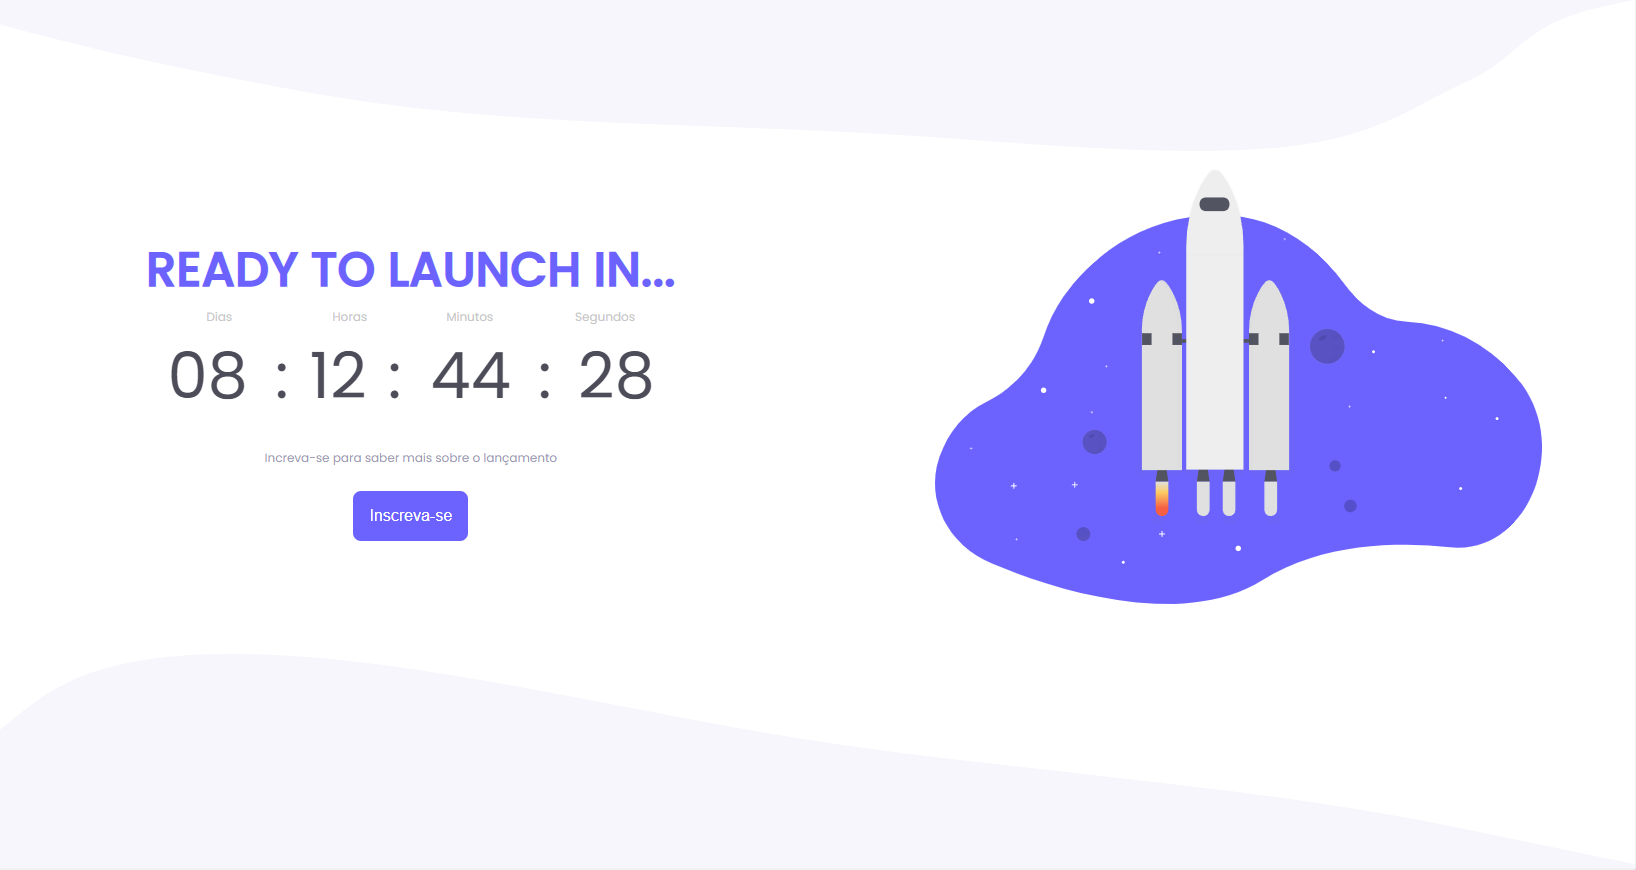 READY TO LAUNCH IN...
Dias Horas Minutos Segundos
08 : 12 : 44 : 28
Increva-se para saber mais sobre o lançamento
Inscreva-se